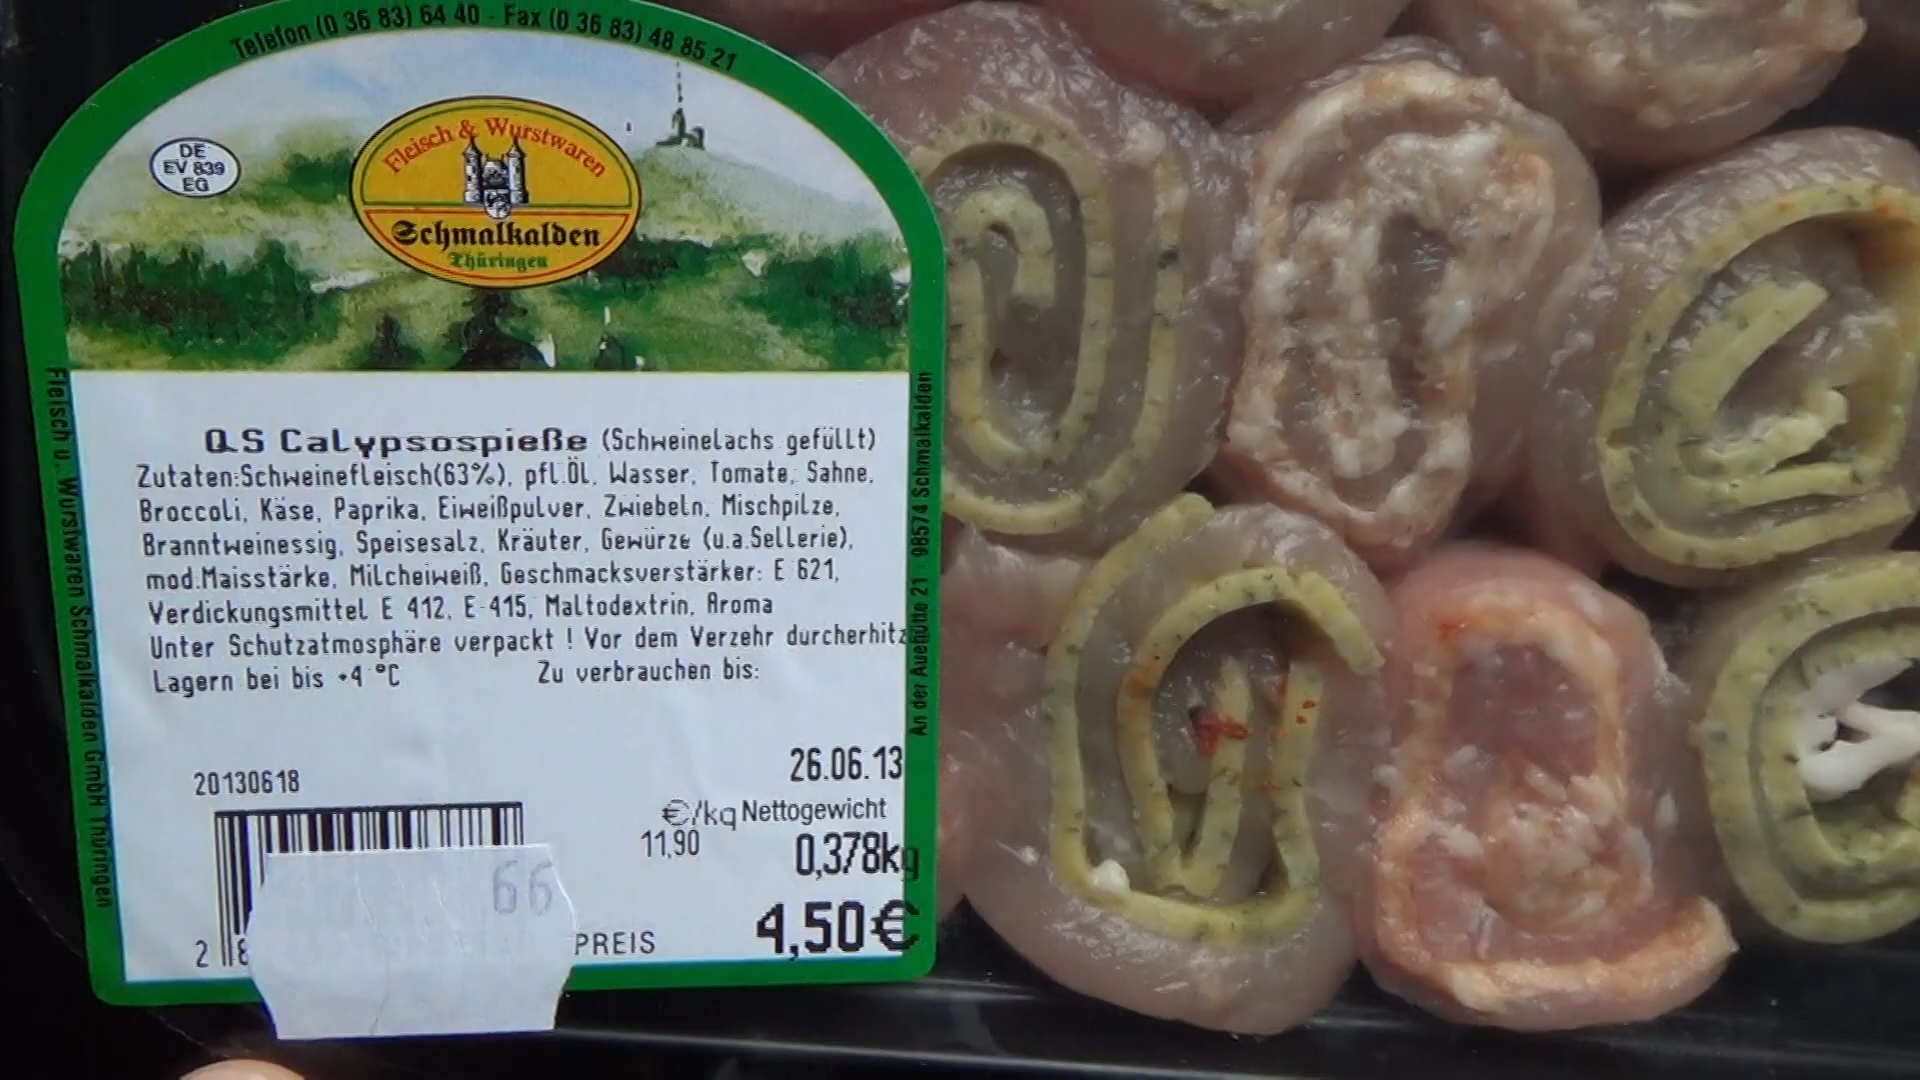 Telefon (0 36 83) 64 40 - Fax (0 36 83) 48 85 21
DE
EV 839
EG
Fleisch & Wurstwaren
Schmalkalden
Thüringen
Fleisch u. Wurstwaren Schmalkalden GmbH Thüringen
An der Auehütte 21 · 98574 Schmalkalden
QS Calypsospieße (Schweinelachs gefüllt)
Zutaten:Schweinefleisch(63%), pfl.Öl, Wasser, Tomate, Sahne,
Broccoli, Käse, Paprika, Eiweißpulver, Zwiebeln, Mischpilze,
Branntweinessig, Speisesalz, Kräuter, Gewürze (u.a.Sellerie),
mod.Maisstärke, Milcheiweiß, Geschmacksverstärker: E 621,
Verdickungsmittel E 412, E 415, Maltodextrin, Aroma
Unter Schutzatmosphäre verpackt ! Vor dem Verzehr durcherhitz
Lagern bei bis +4 °C Zu verbrauchen bis:
26.06.13
20130618
€/kg Nettogewicht
11,90 0,378kg
66
2 8 PREIS 4,50€